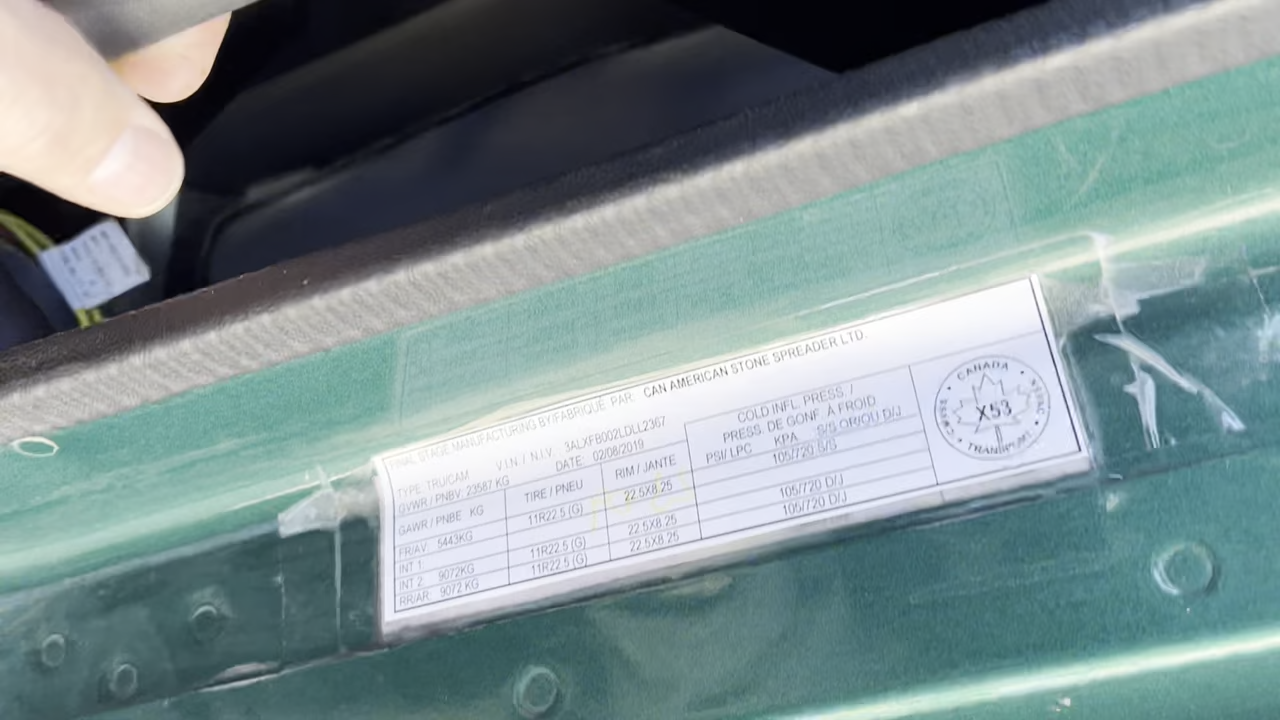 FINAL STAGE MANUFACTURING BY/FABRIQUÉ PAR: CAN AMERICAN STONE SPREADER LTD.
TYPE: TRU/CAM V.I.N. / N.I.V. 3ALXFB002LDLL2367
GVWR / PNBV: 23587 KG DATE: 02/08/2019
GAWR / PNBE KG TIRE / PNEU RIM / JANTE COLD INFL. PRESS. / PRESS. DE GONF. À FROID
PSI/ LPC KPA S/S OR/OU D/J
FR/AV: 5443KG 11R22.5 (G) 22.5X8.25 105/720 S/S
INT 1:
INT 2: 9072KG 11R22.5 (G) 22.5X8.25 105/720 D/J
RR/AR: 9072 KG 11R22.5 (G) 22.5X8.25 105/720 D/J
CANADA
X53
TRANSPORT